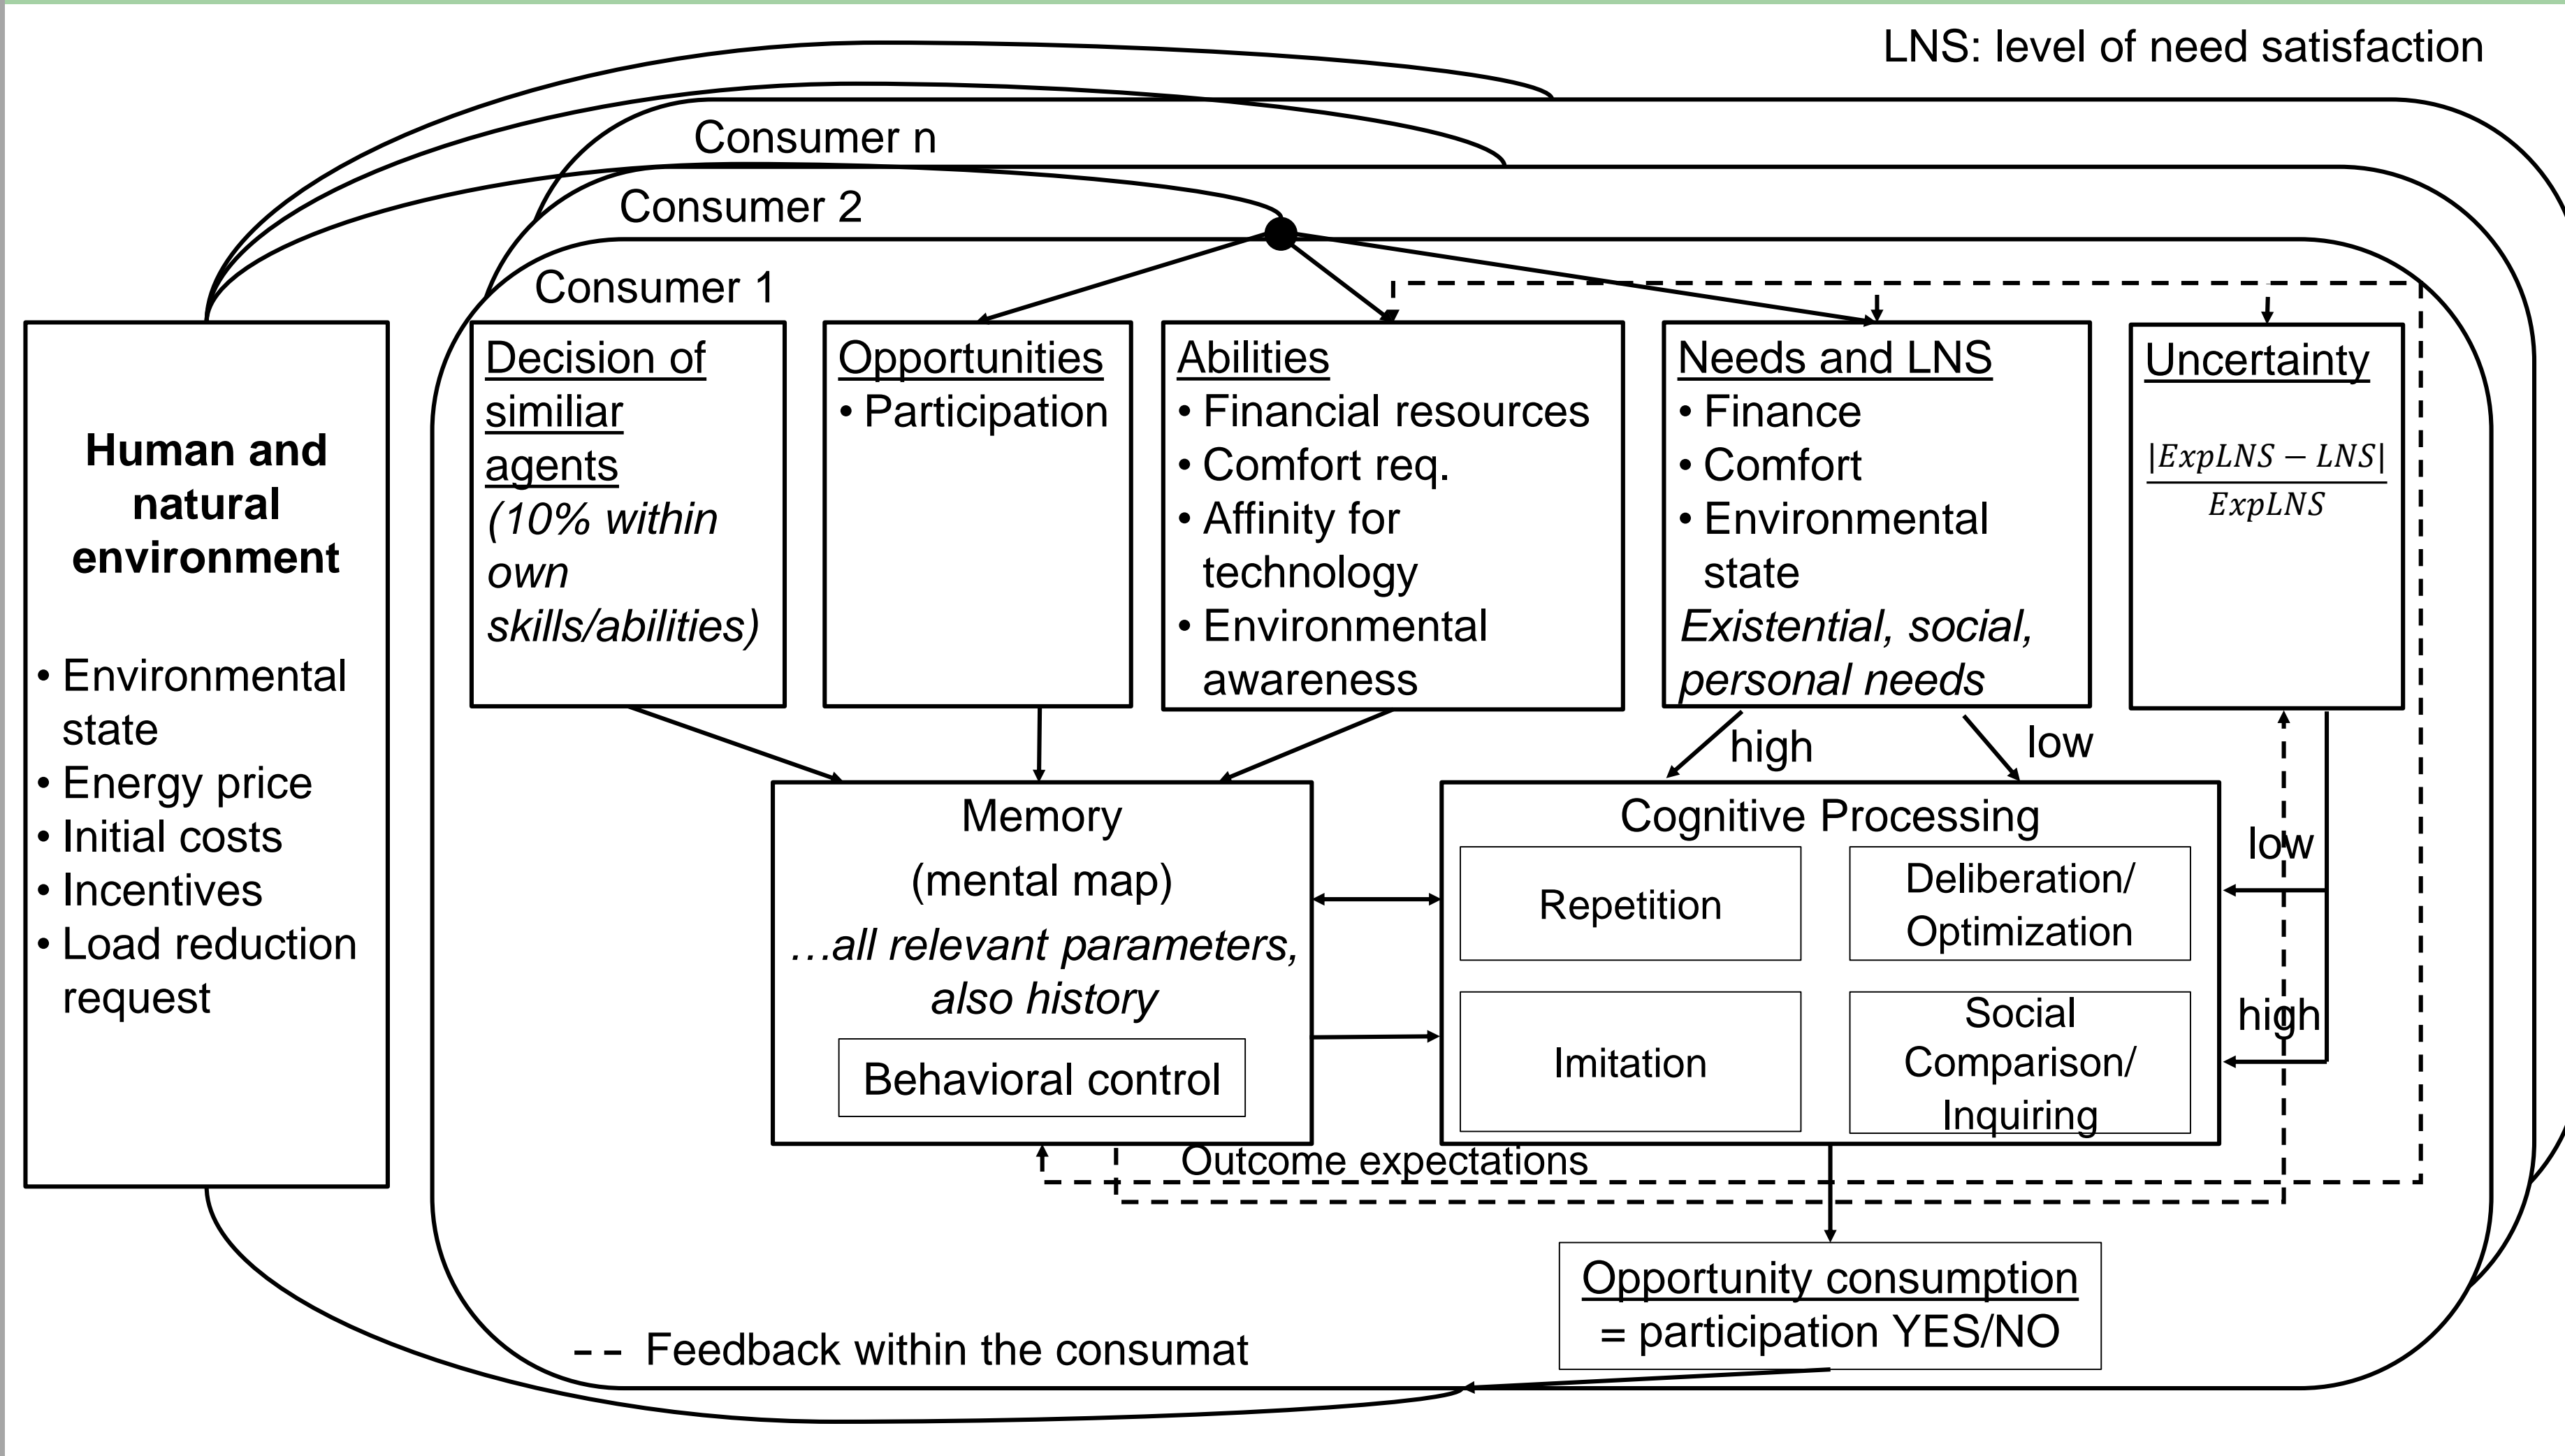 LNS: level of need satisfaction
Consumer n
Consumer 2
Consumer 1
Human and
natural
environment
• Environmental
state
• Energy price
• Initial costs
• Incentives
• Load reduction
request
Decision of
similiar
agents
(10% within
own
skills/abilities)
Opportunities
• Participation
Abilities
• Financial resources
• Comfort req.
• Affinity for
technology
• Environmental
awareness
Needs and LNS
• Finance
• Comfort
• Environmental
state
Existential, social,
personal needs
Uncertainty
|ExpLNS − LNS|
ExpLNS
high
low
Memory
(mental map)
…all relevant parameters,
also history
Behavioral control
Cognitive Processing
Repetition
Deliberation/
Optimization
Imitation
Social
Comparison/
Inquiring
low
high
Outcome expectations
Opportunity consumption
= participation YES/NO
-- Feedback within the consumat